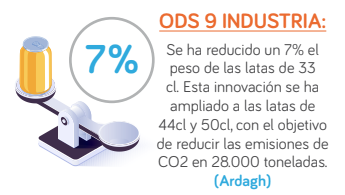 ODS 9 INDUSTRIA:
7%
Se ha reducido un 7% el
peso de las latas de 33
cl. Esta innovación se ha
ampliado a las latas de
44cl y 50cl, con el objetivo
de reducir las emisiones de
CO2 en 28.000 toneladas.
(Ardagh)